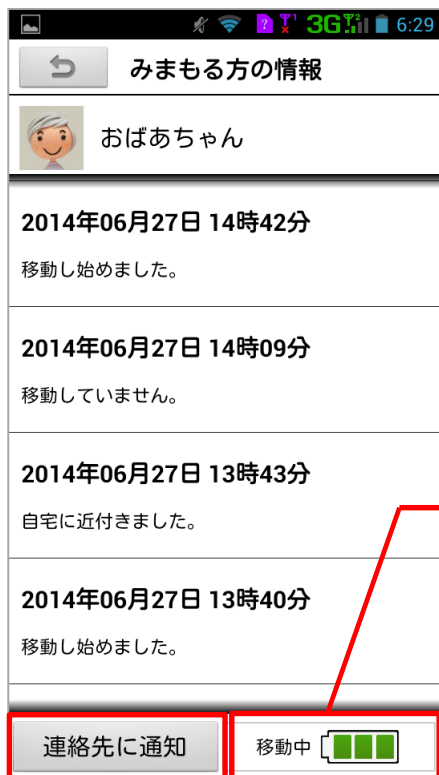 3G 6:29
みまもる方の情報
おばあちゃん
2014年06月27日 14時42分
移動し始めました。
2014年06月27日 14時09分
移動していません。
2014年06月27日 13時43分
自宅に近付きました。
2014年06月27日 13時40分
移動し始めました。
連絡先に通知
移動中